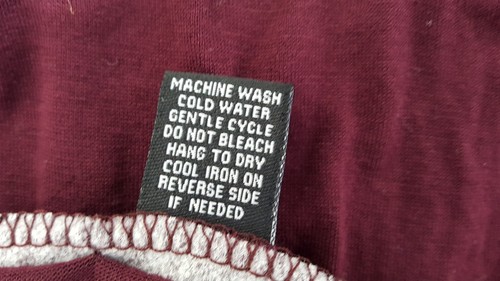 MACHINE WASH
COLD WATER
GENTLE CYCLE
DO NOT BLEACH
HANG TO DRY
COOL IRON ON
REVERSE SIDE
IF NEEDED